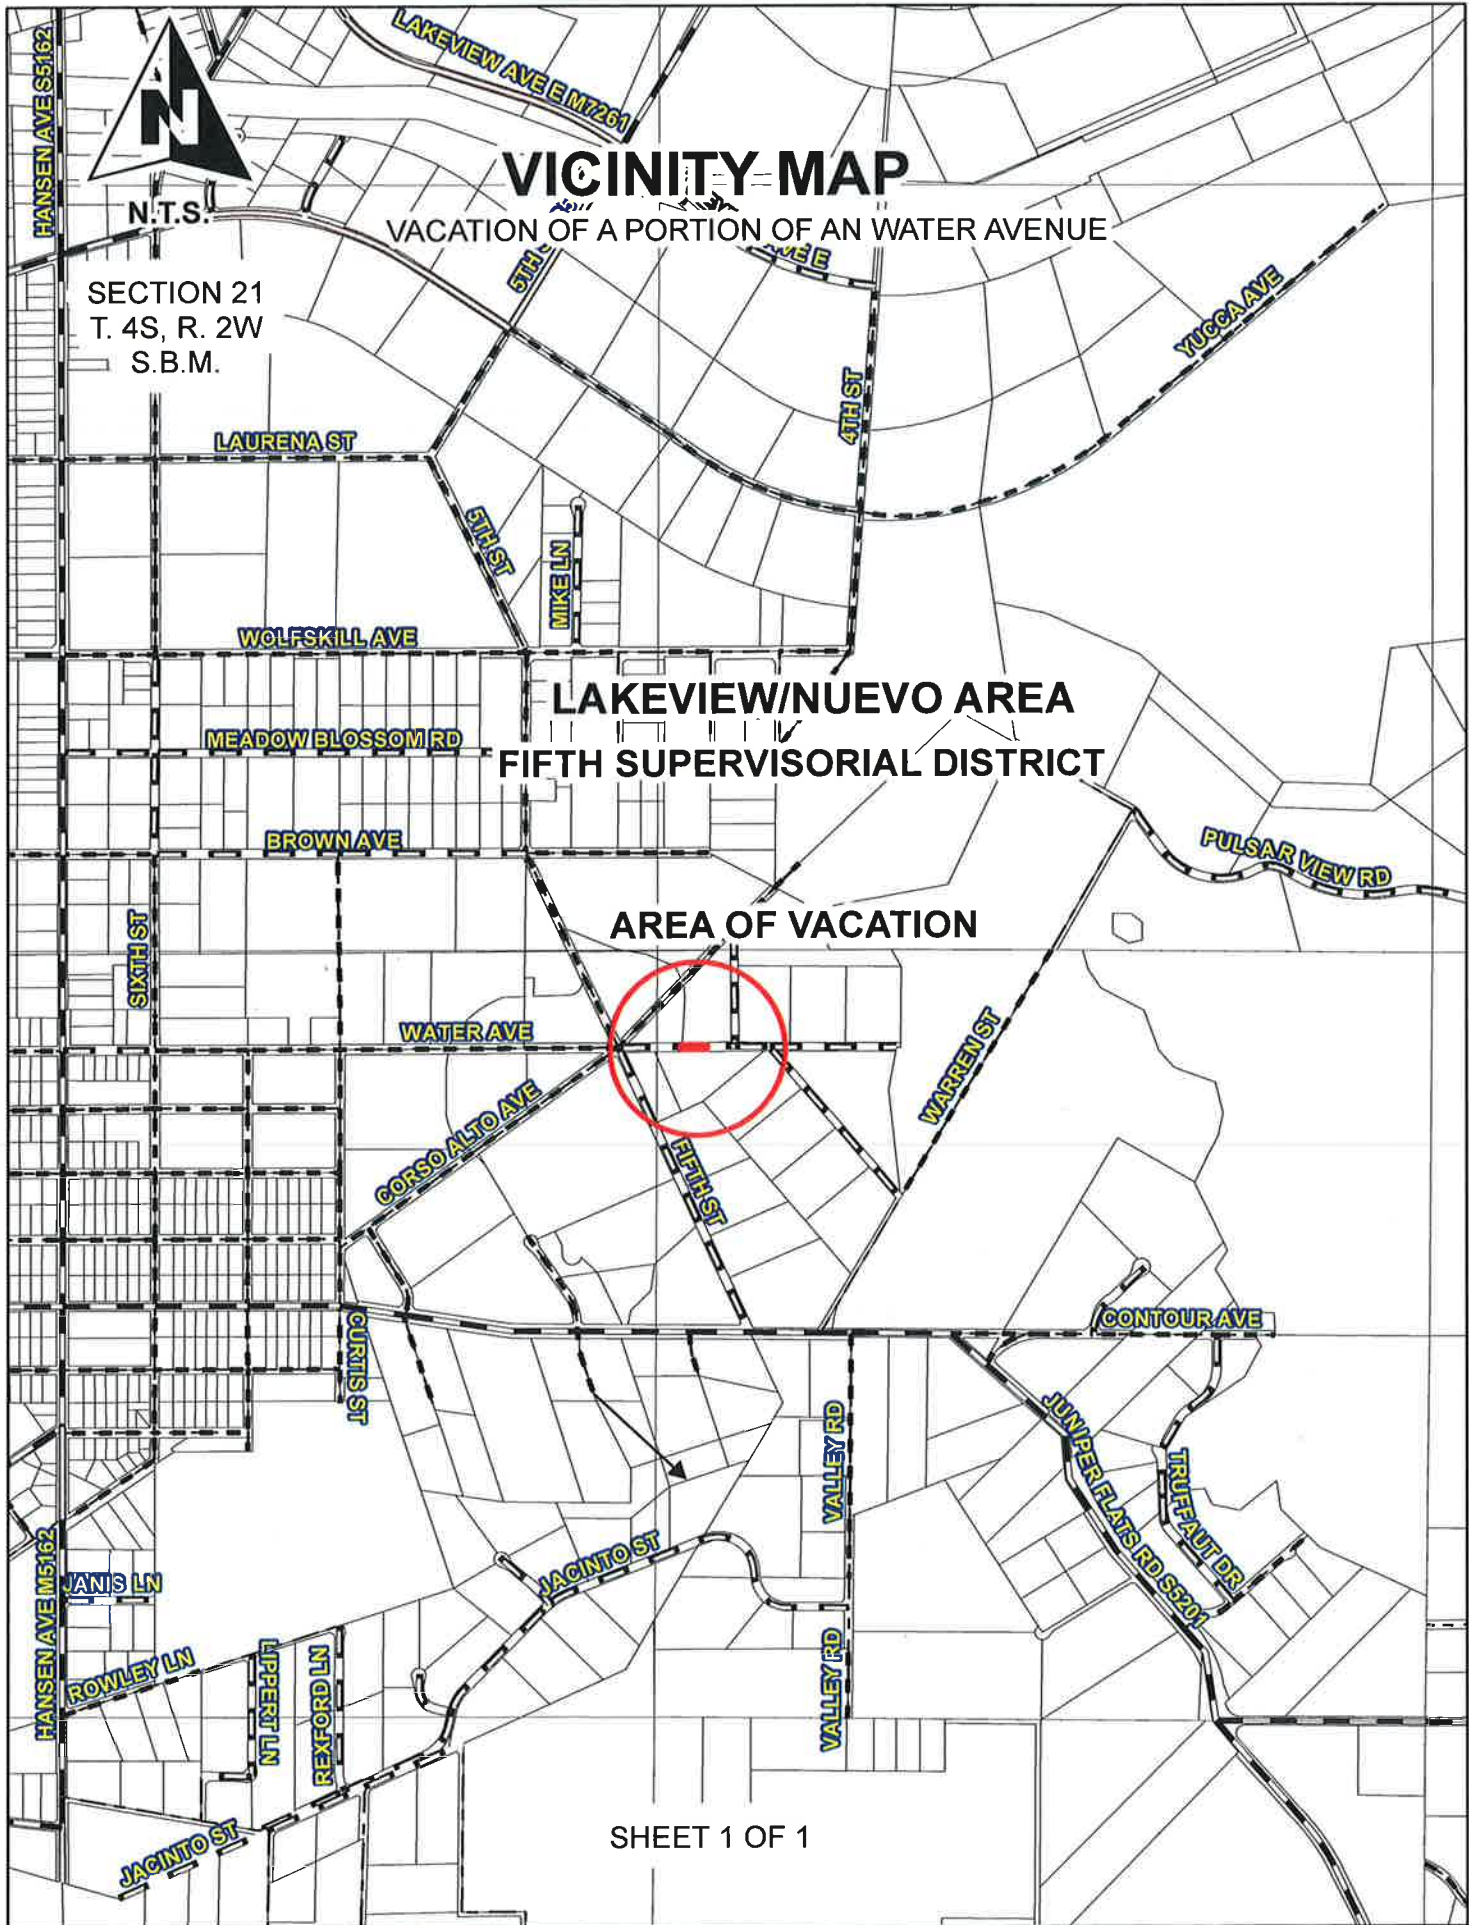 LAKEVIEW AVE E M7261
HANSEN AVE S5162
N
VICINITY MAP
N.T.S.
VACATION OF A PORTION OF AN WATER AVENUE
5TH S
AVE E
SECTION 21
T. 4S, R. 2W
S.B.M.
YUCCA AVE
4TH ST
LAURENA ST
5TH ST
MIKE LN
WOLFSKILL AVE
LAKEVIEW/NUEVO AREA
MEADOW BLOSSOM RD
FIFTH SUPERVISORIAL DISTRICT
BROWN AVE
PULSAR VIEW RD
AREA OF VACATION
SIXTH ST
WATER AVE
WARREN ST
CORSO ALTO AVE
FIFTH ST
CONTOUR AVE
CURTIS ST
VALLEY RD
JUNIPER FLATS RD S5201
TRUFFAUT DR
JACINTO ST
HANSEN AVE M5162
JANIS LN
ROWLEY LN
LIPPERT LN
REXFORD LN
VALLEY RD
SHEET 1 OF 1
JACINTO ST